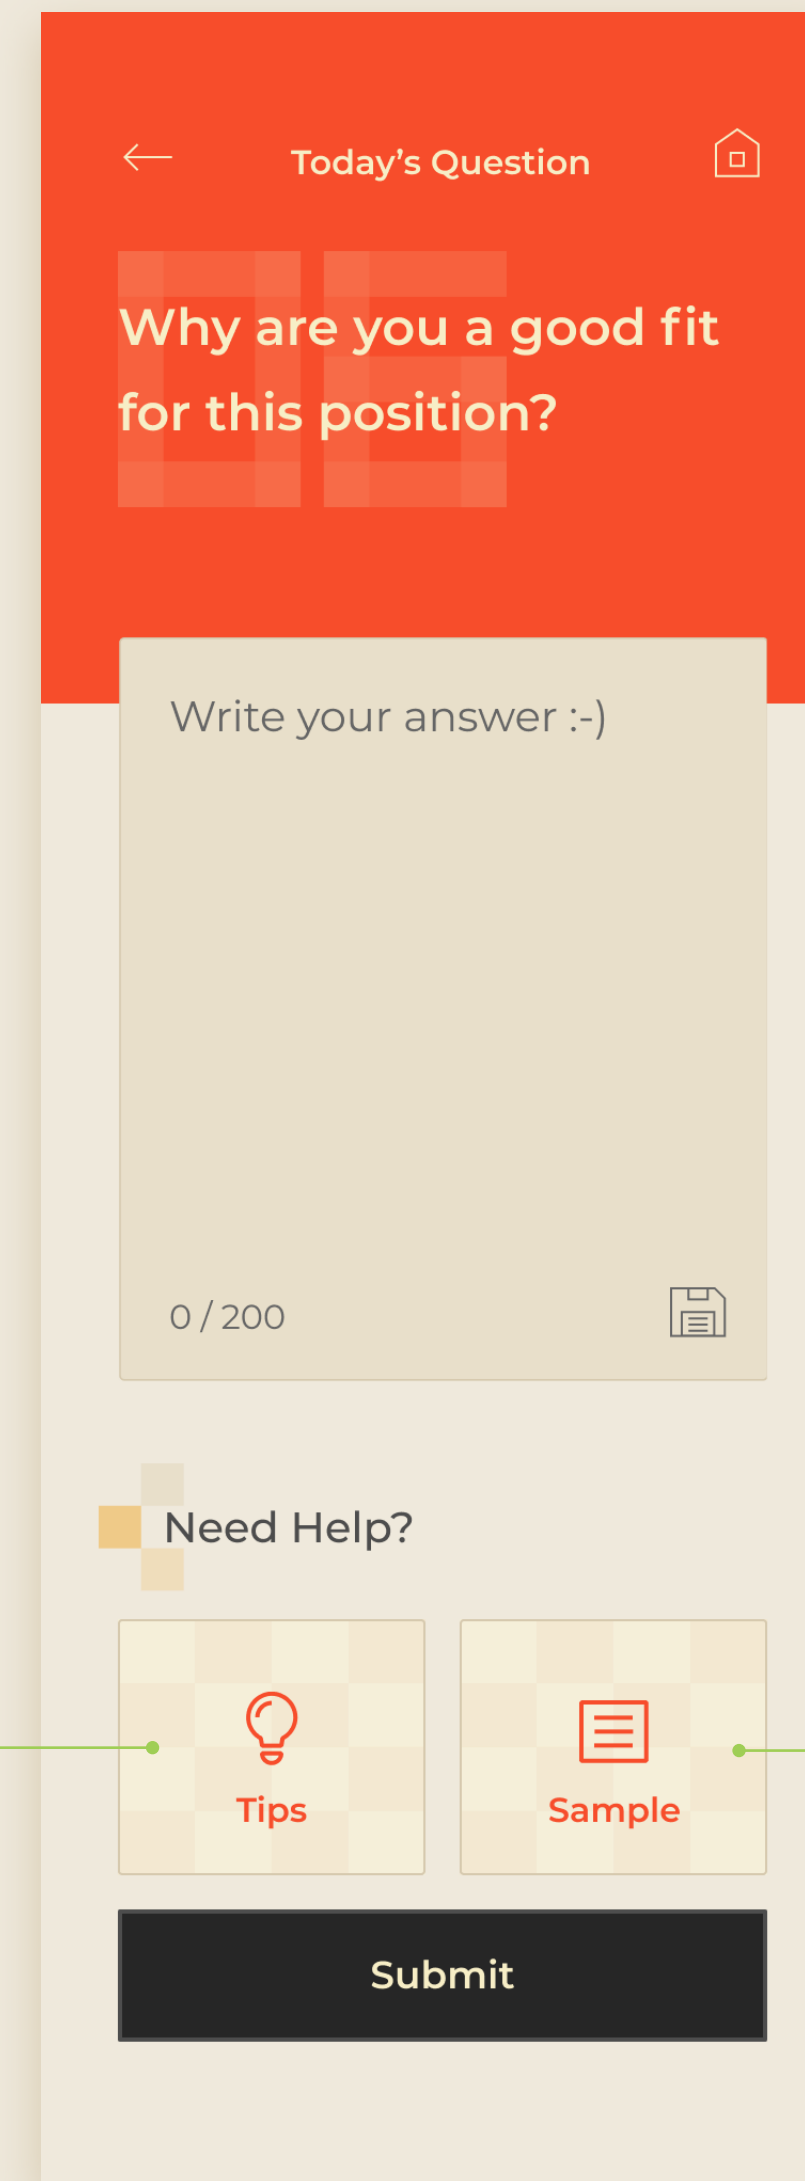 Today's Question
06
Why are you a good fit
for this position?
Write your answer :-)
0 / 200
Need Help?
Tips
Sample
Submit